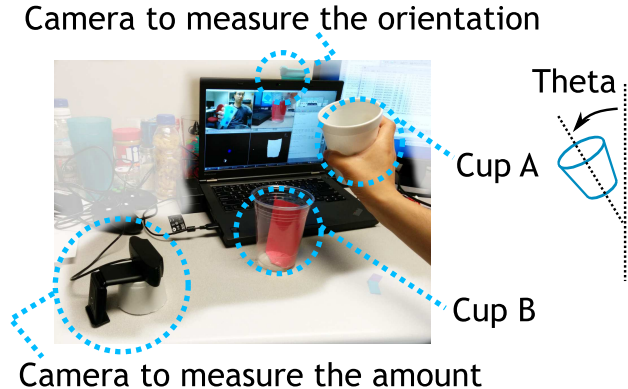 Camera to measure the orientation
Theta
Cup A
Cup B
Camera to measure the amount